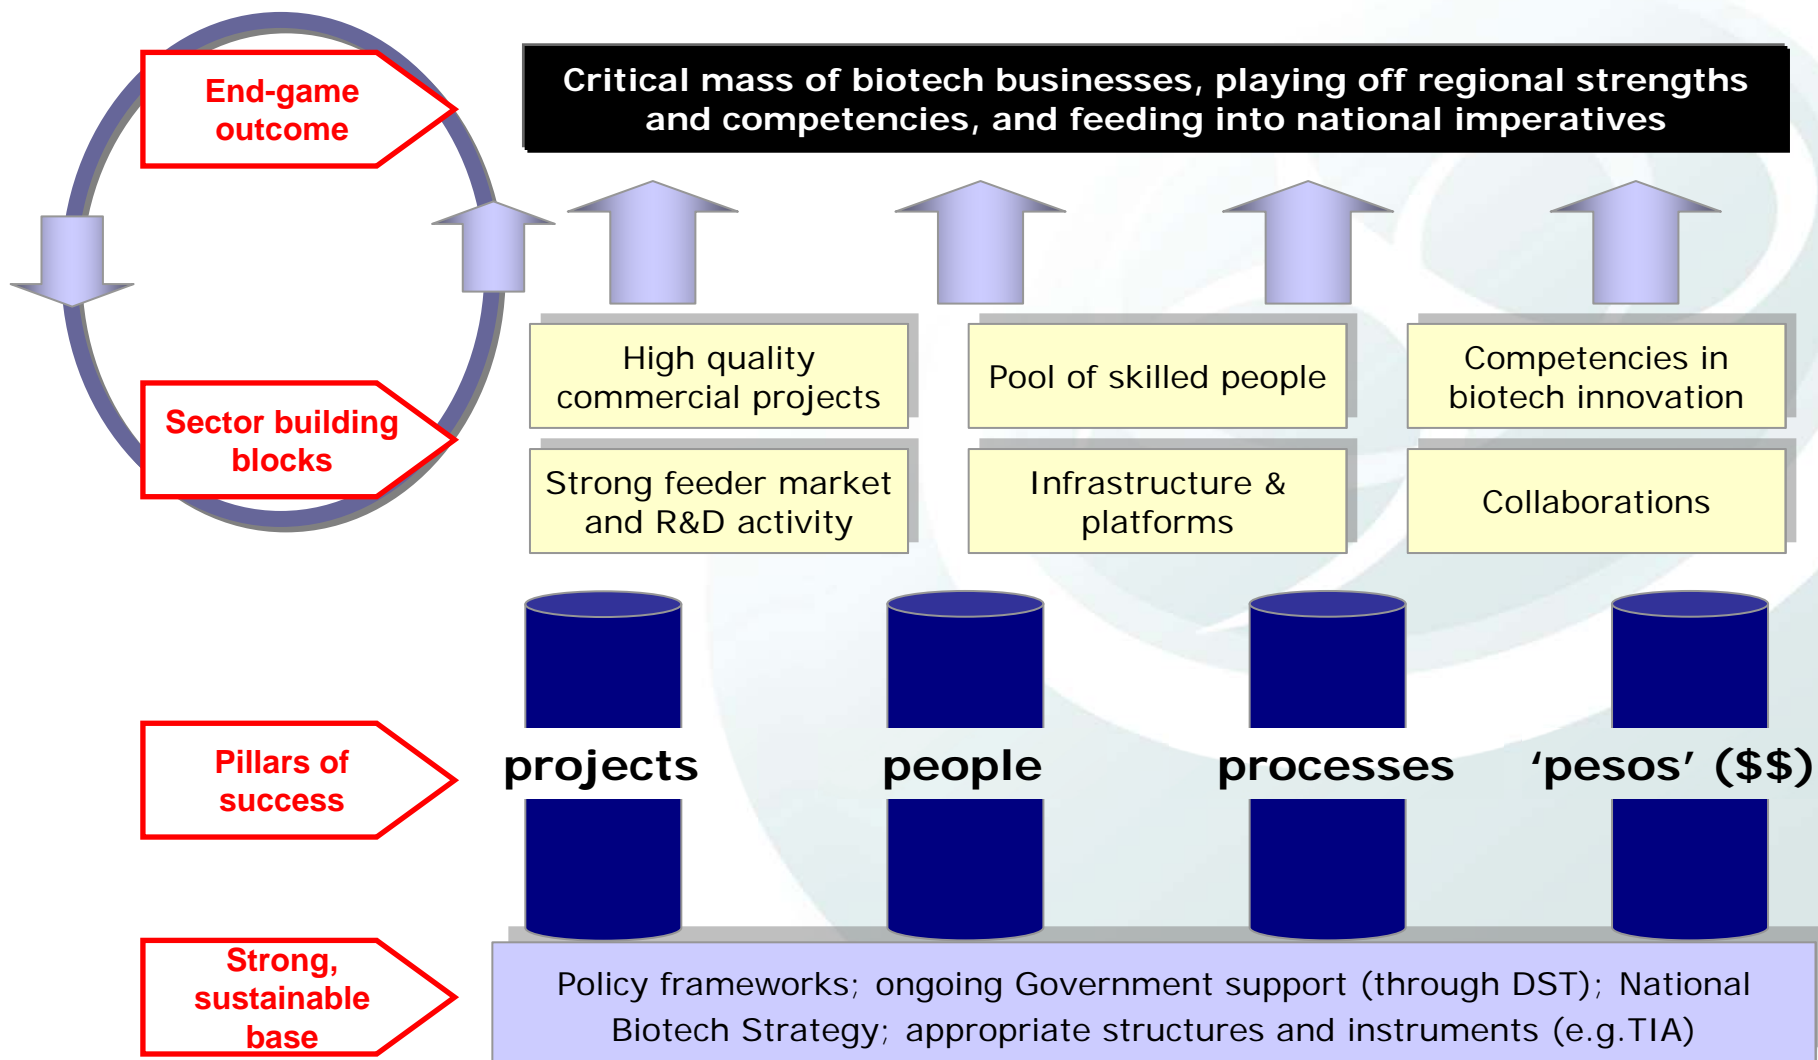 End-game
outcome
Critical mass of biotech businesses, playing off regional strengths
and competencies, and feeding into national imperatives
Sector building
blocks
High quality
commercial projects
Pool of skilled people
Competencies in
biotech innovation
Strong feeder market
and R&D activity
Infrastructure &
platforms
Collaborations
Pillars of
success
projects
people
processes
‘pesos’ ($$)
Strong,
sustainable
base
Policy frameworks; ongoing Government support (through DST); National
Biotech Strategy; appropriate structures and instruments (e.g.TIA)